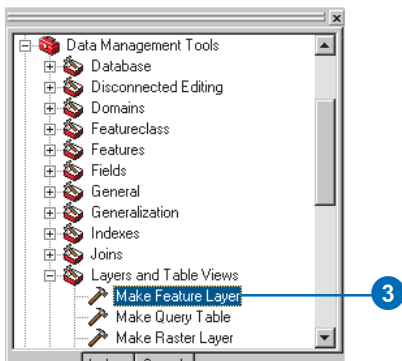 Data Management Tools
Database
Disconnected Editing
Domains
Featureclass
Features
Fields
General
Generalization
Indexes
Joins
Layers and Table Views
Make Feature Layer
3
Make Query Table
Make Raster Layer